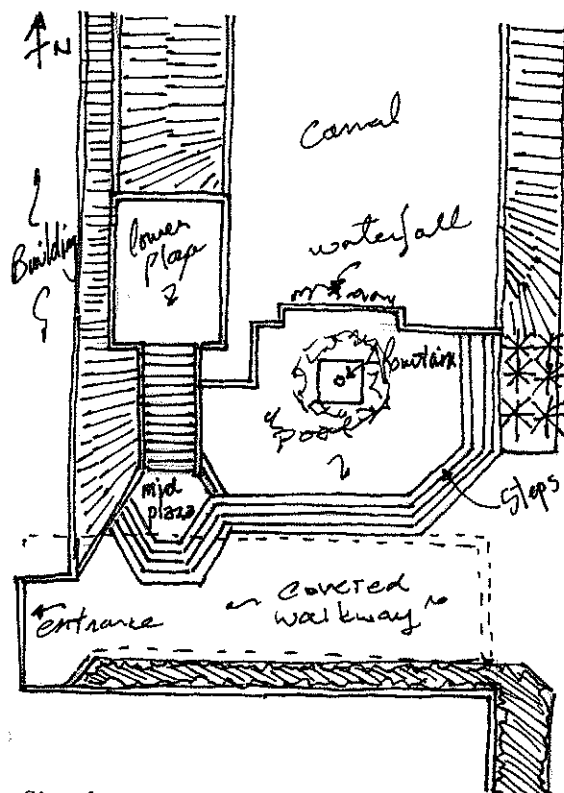 N
Canal
Building
lower
plaza
waterfall
fountain
pool
mid
plaza
Steps
entrance
covered
walkway